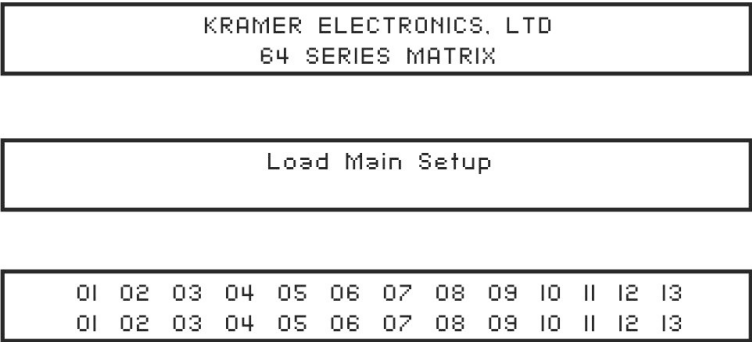 KRAMER ELECTRONICS, LTD
64 SERIES MATRIX
Load Main Setup
01 02 03 04 05 06 07 08 09 10 11 12 13
01 02 03 04 05 06 07 08 09 10 11 12 13